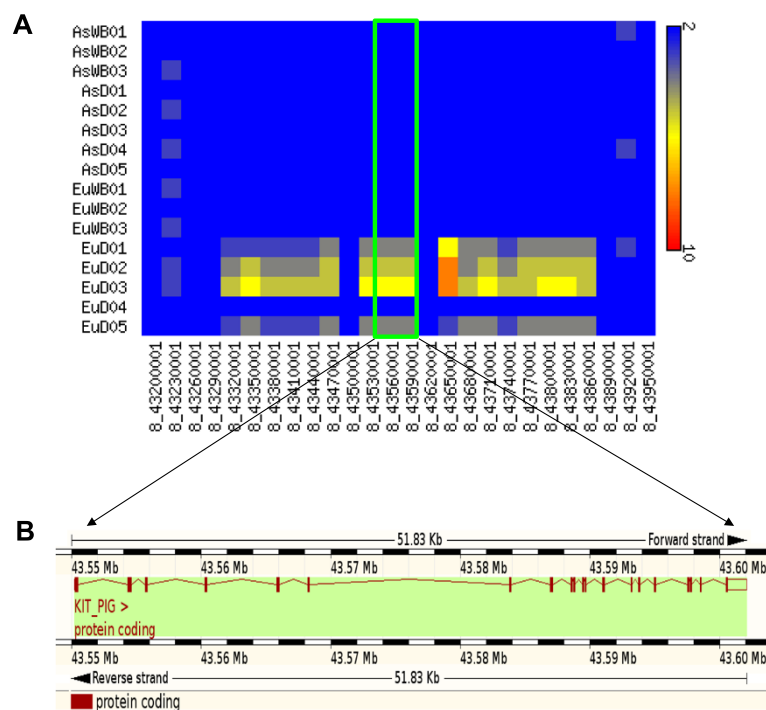 A
AsWB01
AsWB02
AsWB03
AsD01
AsD02
AsD03
AsD04
AsD05
EuWB01
EuWB02
EuWB03
EuD01
EuD02
EuD03
EuD04
EuD05
2
10
8_43200001
8_43230001
8_43260001
8_43290001
8_43320001
8_43350001
8_43380001
8_43410001
8_43440001
8_43470001
8_43500001
8_43530001
8_43560001
8_43590001
8_43620001
8_43650001
8_43680001
8_43710001
8_43740001
8_43770001
8_43800001
8_43830001
8_43860001
8_43890001
8_43920001
8_43950001
B
51.83 Kb Forward strand
43.55 Mb 43.56 Mb 43.57 Mb 43.58 Mb 43.59 Mb 43.60 Mb
KIT_PIG >
protein coding
43.55 Mb 43.56 Mb 43.57 Mb 43.58 Mb 43.59 Mb 43.60 Mb
Reverse strand 51.83 Kb
protein coding